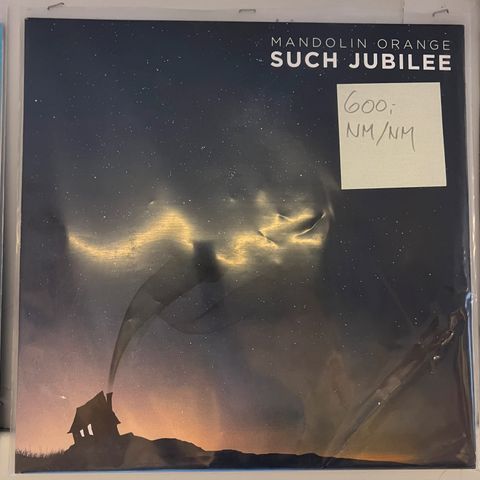 MANDOLIN ORANGE
SUCH JUBILEE
600;-
NM/NM